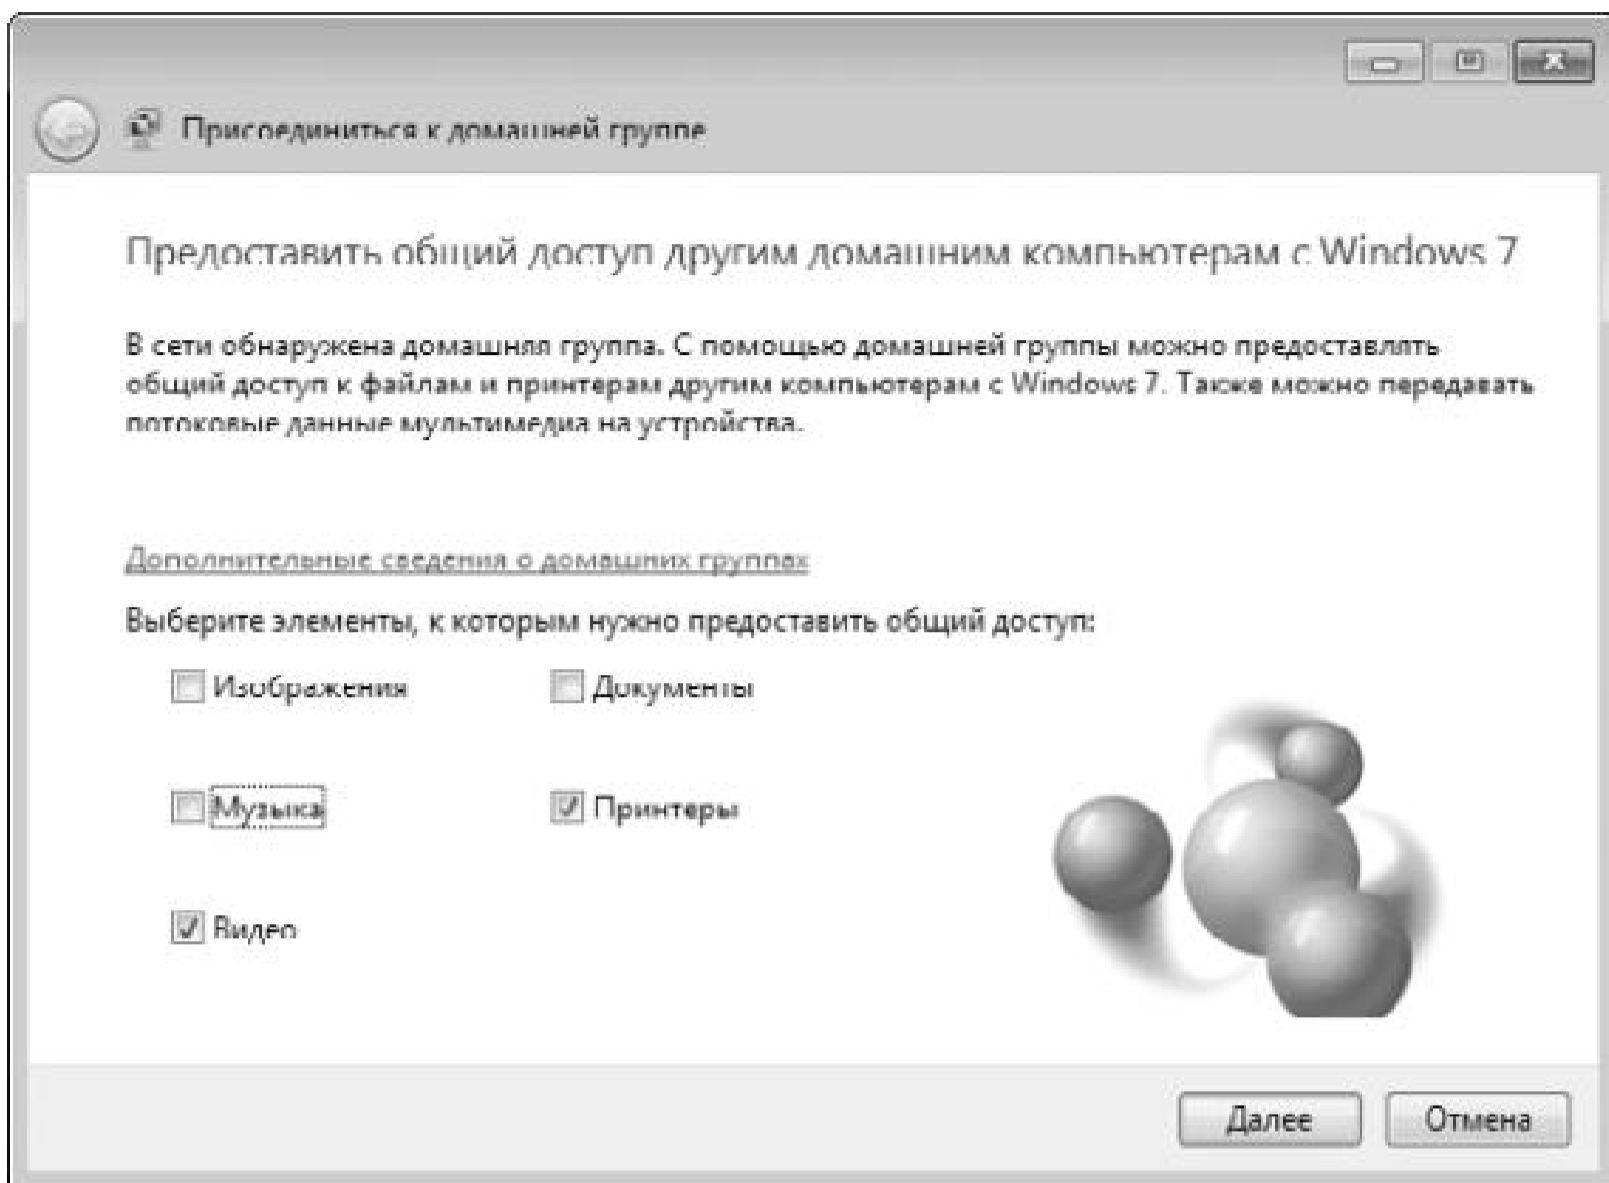 Присоединиться к домашней группе
Предоставить общий доступ другим домашним компьютерам с Windows 7
В сети обнаружена домашняя группа. С помощью домашней группы можно предоставлять
общий доступ к файлам и принтерам другим компьютерам с Windows 7. Также можно передавать
потоковые данные мультимедиа на устройства.
Дополнительные сведения о домашних группах
Выберите элементы, к которым нужно предоставить общий доступ:
Изображения Документы
Музыка Принтеры
Видео
Далее Отмена